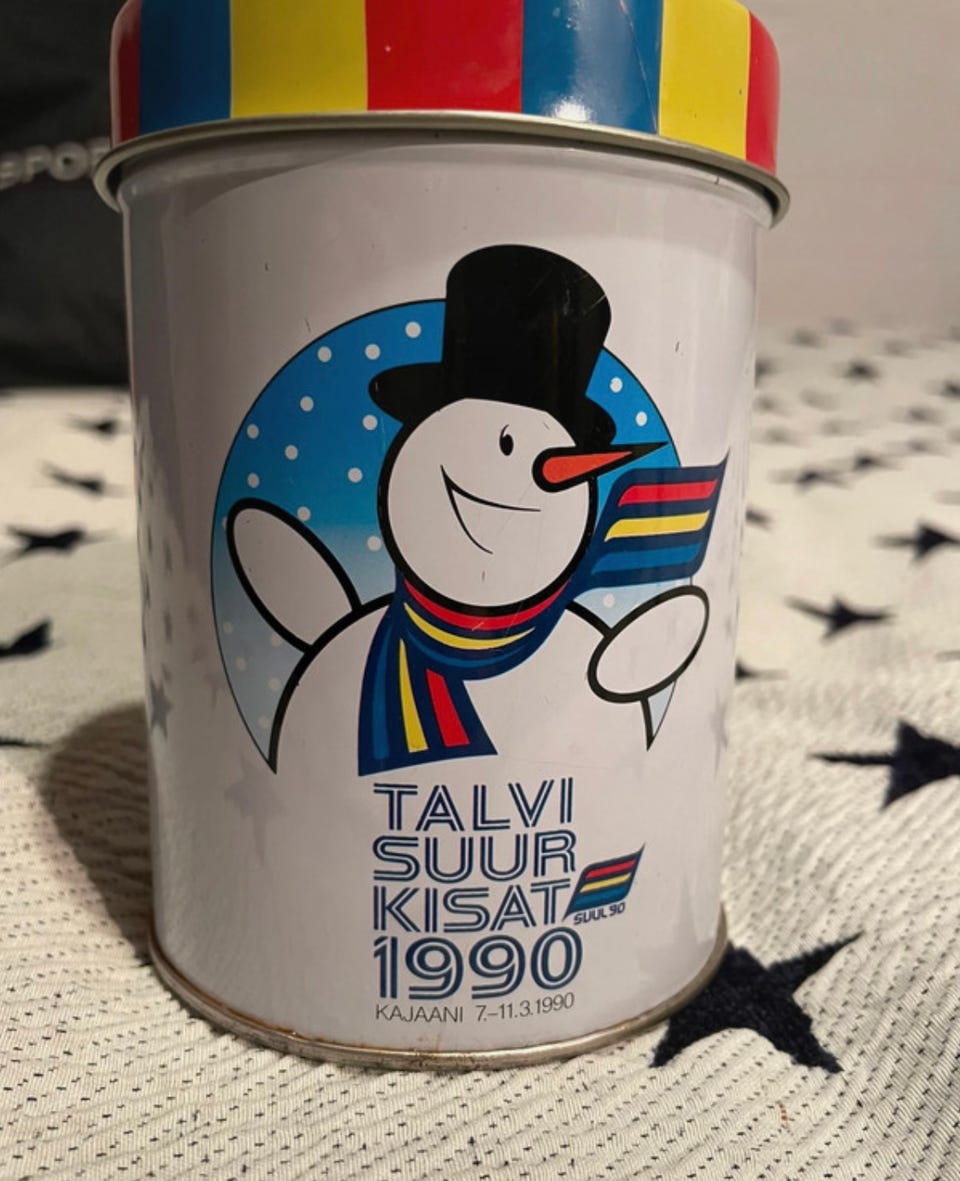 TALVI
SUUR
KISAT
SUUL 90
1990
KAJAANI 7.–11.3.1990